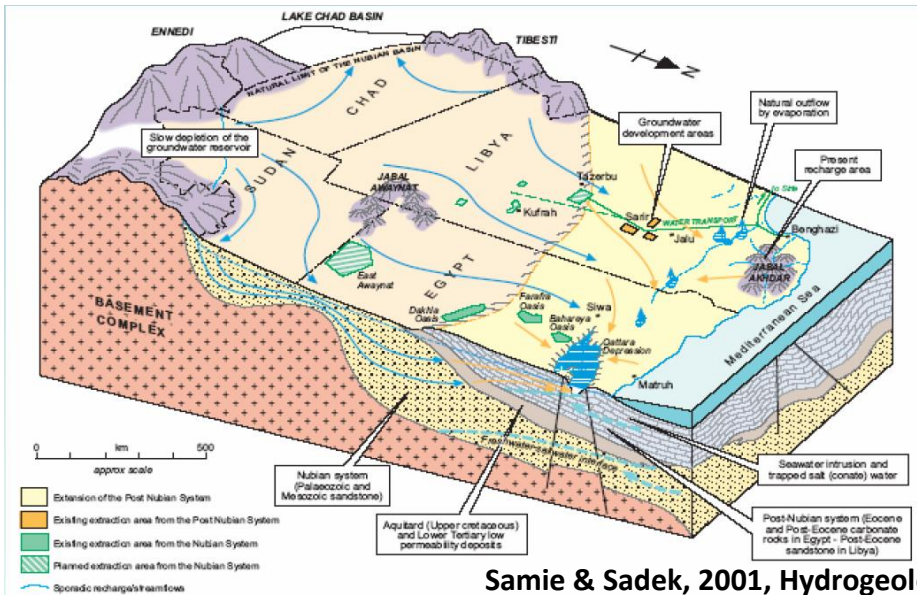 LAKE CHAD BASIN
ENNEDI
TIBESTI
N
NATURAL LIMIT OF THE NUBIAN BASIN
CHAD
LIBYA
SUDAN
EGYPT
Slow depletion of the
groundwater reservoir
JABAL
AWAYNAT
Groundwater
development areas
Natural outflow
by evaporation
Present
recharge area
Tazerbu
Kufrah
Sarir
WATER TRANSPORT
to Sirte
Jalu
Benghazi
JABAL
AKHDAR
East
Awaynat
Dakhla
Oasis
Farafra
Oasis
Bahareya
Oasis
Siwa
Qattara
Depression
Matruh
Mediterranean Sea
BASEMENT
COMPLEX
Freshwater-saltwater interface
0 km 500
approx scale
Nubian system
(Palaeozoic and
Mesozoic sandstone)
Aquitard (Upper cretaceous)
and Lower Tertiary low
permeability deposits
Seawater intrusion and
trapped salt (conate) water
Post-Nubian system (Eocene
and Post-Eocene carbonate
rocks in Egypt - Post-Eocene
sandstone in Libya)
Extension of the Post Nubian System
Existing extraction area from the Post Nubian System
Existing extraction area from the Nubian System
Planned extraction area from the Nubian System
Sporadic recharge/streamflows
Samie & Sadek, 2001, Hydrogeol